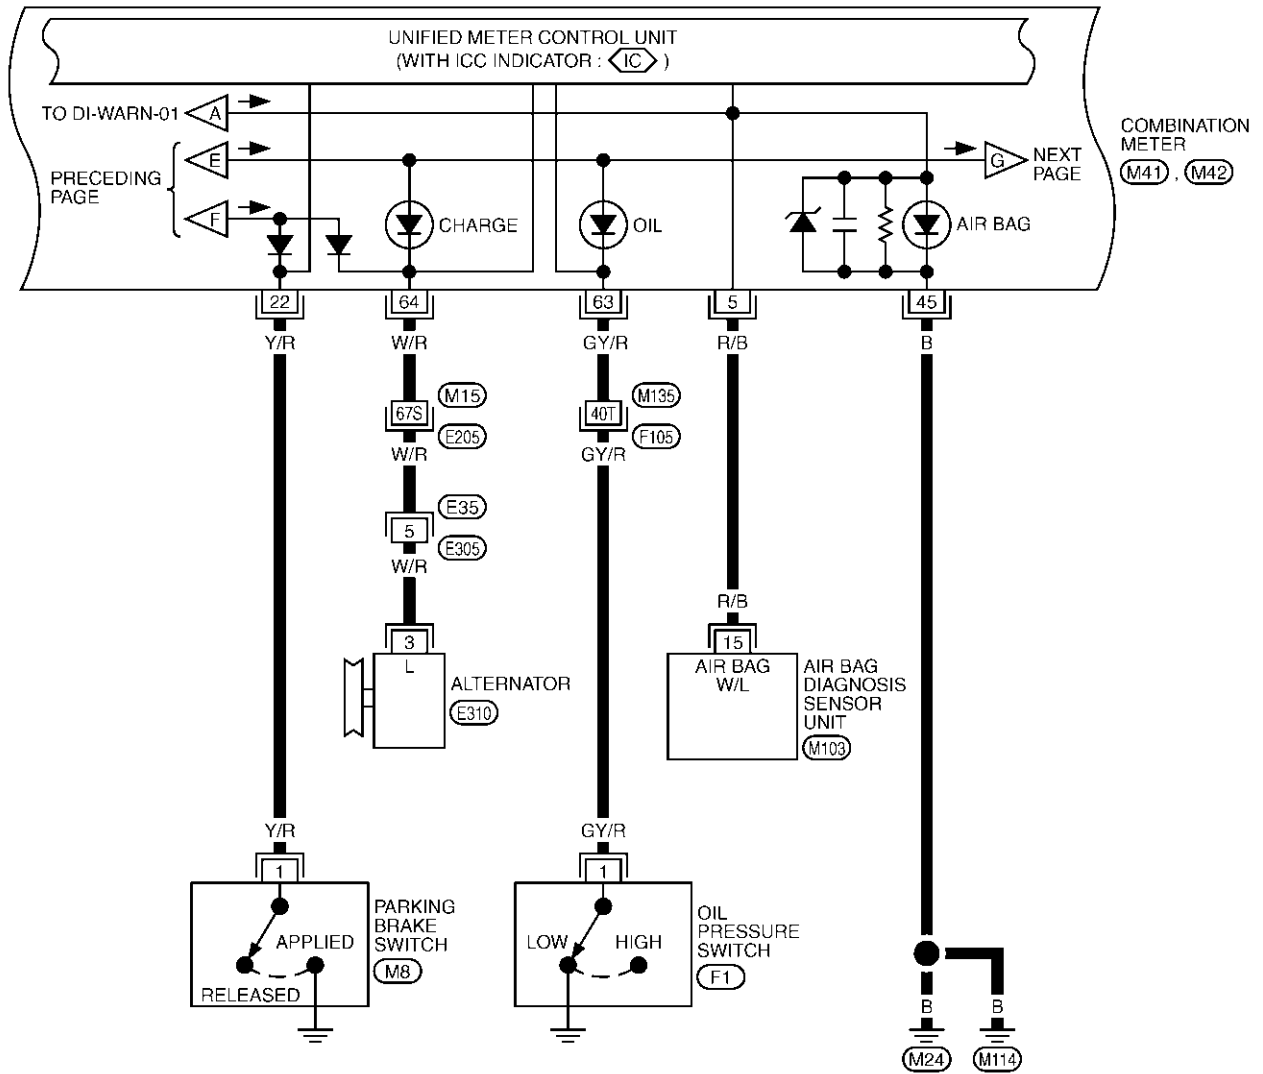 UNIFIED METER CONTROL UNIT
(WITH ICC INDICATOR : IC )
TO DI-WARN-01 A
E
PRECEDING
PAGE
F
G NEXT
PAGE
COMBINATION
METER
M41 , M42
CHARGE
OIL
AIR BAG
22 64 63 5 45
Y/R W/R GY/R R/B B
M15
67S
E205
W/R
M135
40T
F105
GY/R
E35
5
E305
W/R
R/B
3
L
ALTERNATOR
E310
15
AIR BAG
W/L
AIR BAG
DIAGNOSIS
SENSOR
UNIT
M103
Y/R GY/R
1 1
APPLIED
RELEASED
PARKING
BRAKE
SWITCH
M8
LOW HIGH
OIL
PRESSURE
SWITCH
F1
B B
M24 M114